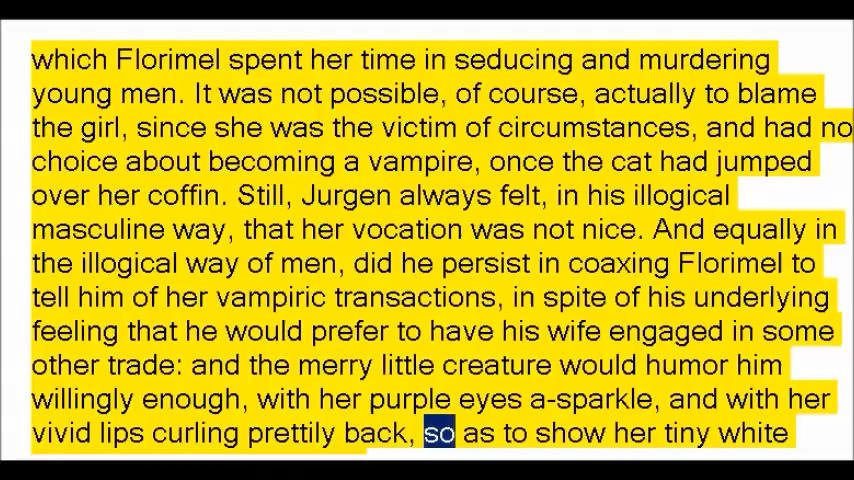 which Florimel spent her time in seducing and murdering
young men. It was not possible, of course, actually to blame
the girl, since she was the victim of circumstances, and had no
choice about becoming a vampire, once the cat had jumped
over her coffin. Still, Jurgen always felt, in his illogical
masculine way, that her vocation was not nice. And equally in
the illogical way of men, did he persist in coaxing Florimel to
tell him of her vampiric transactions, in spite of his underlying
feeling that he would prefer to have his wife engaged in some
other trade: and the merry little creature would humor him
willingly enough, with her purple eyes a-sparkle, and with her
vivid lips curling prettily back, so as to show her tiny white